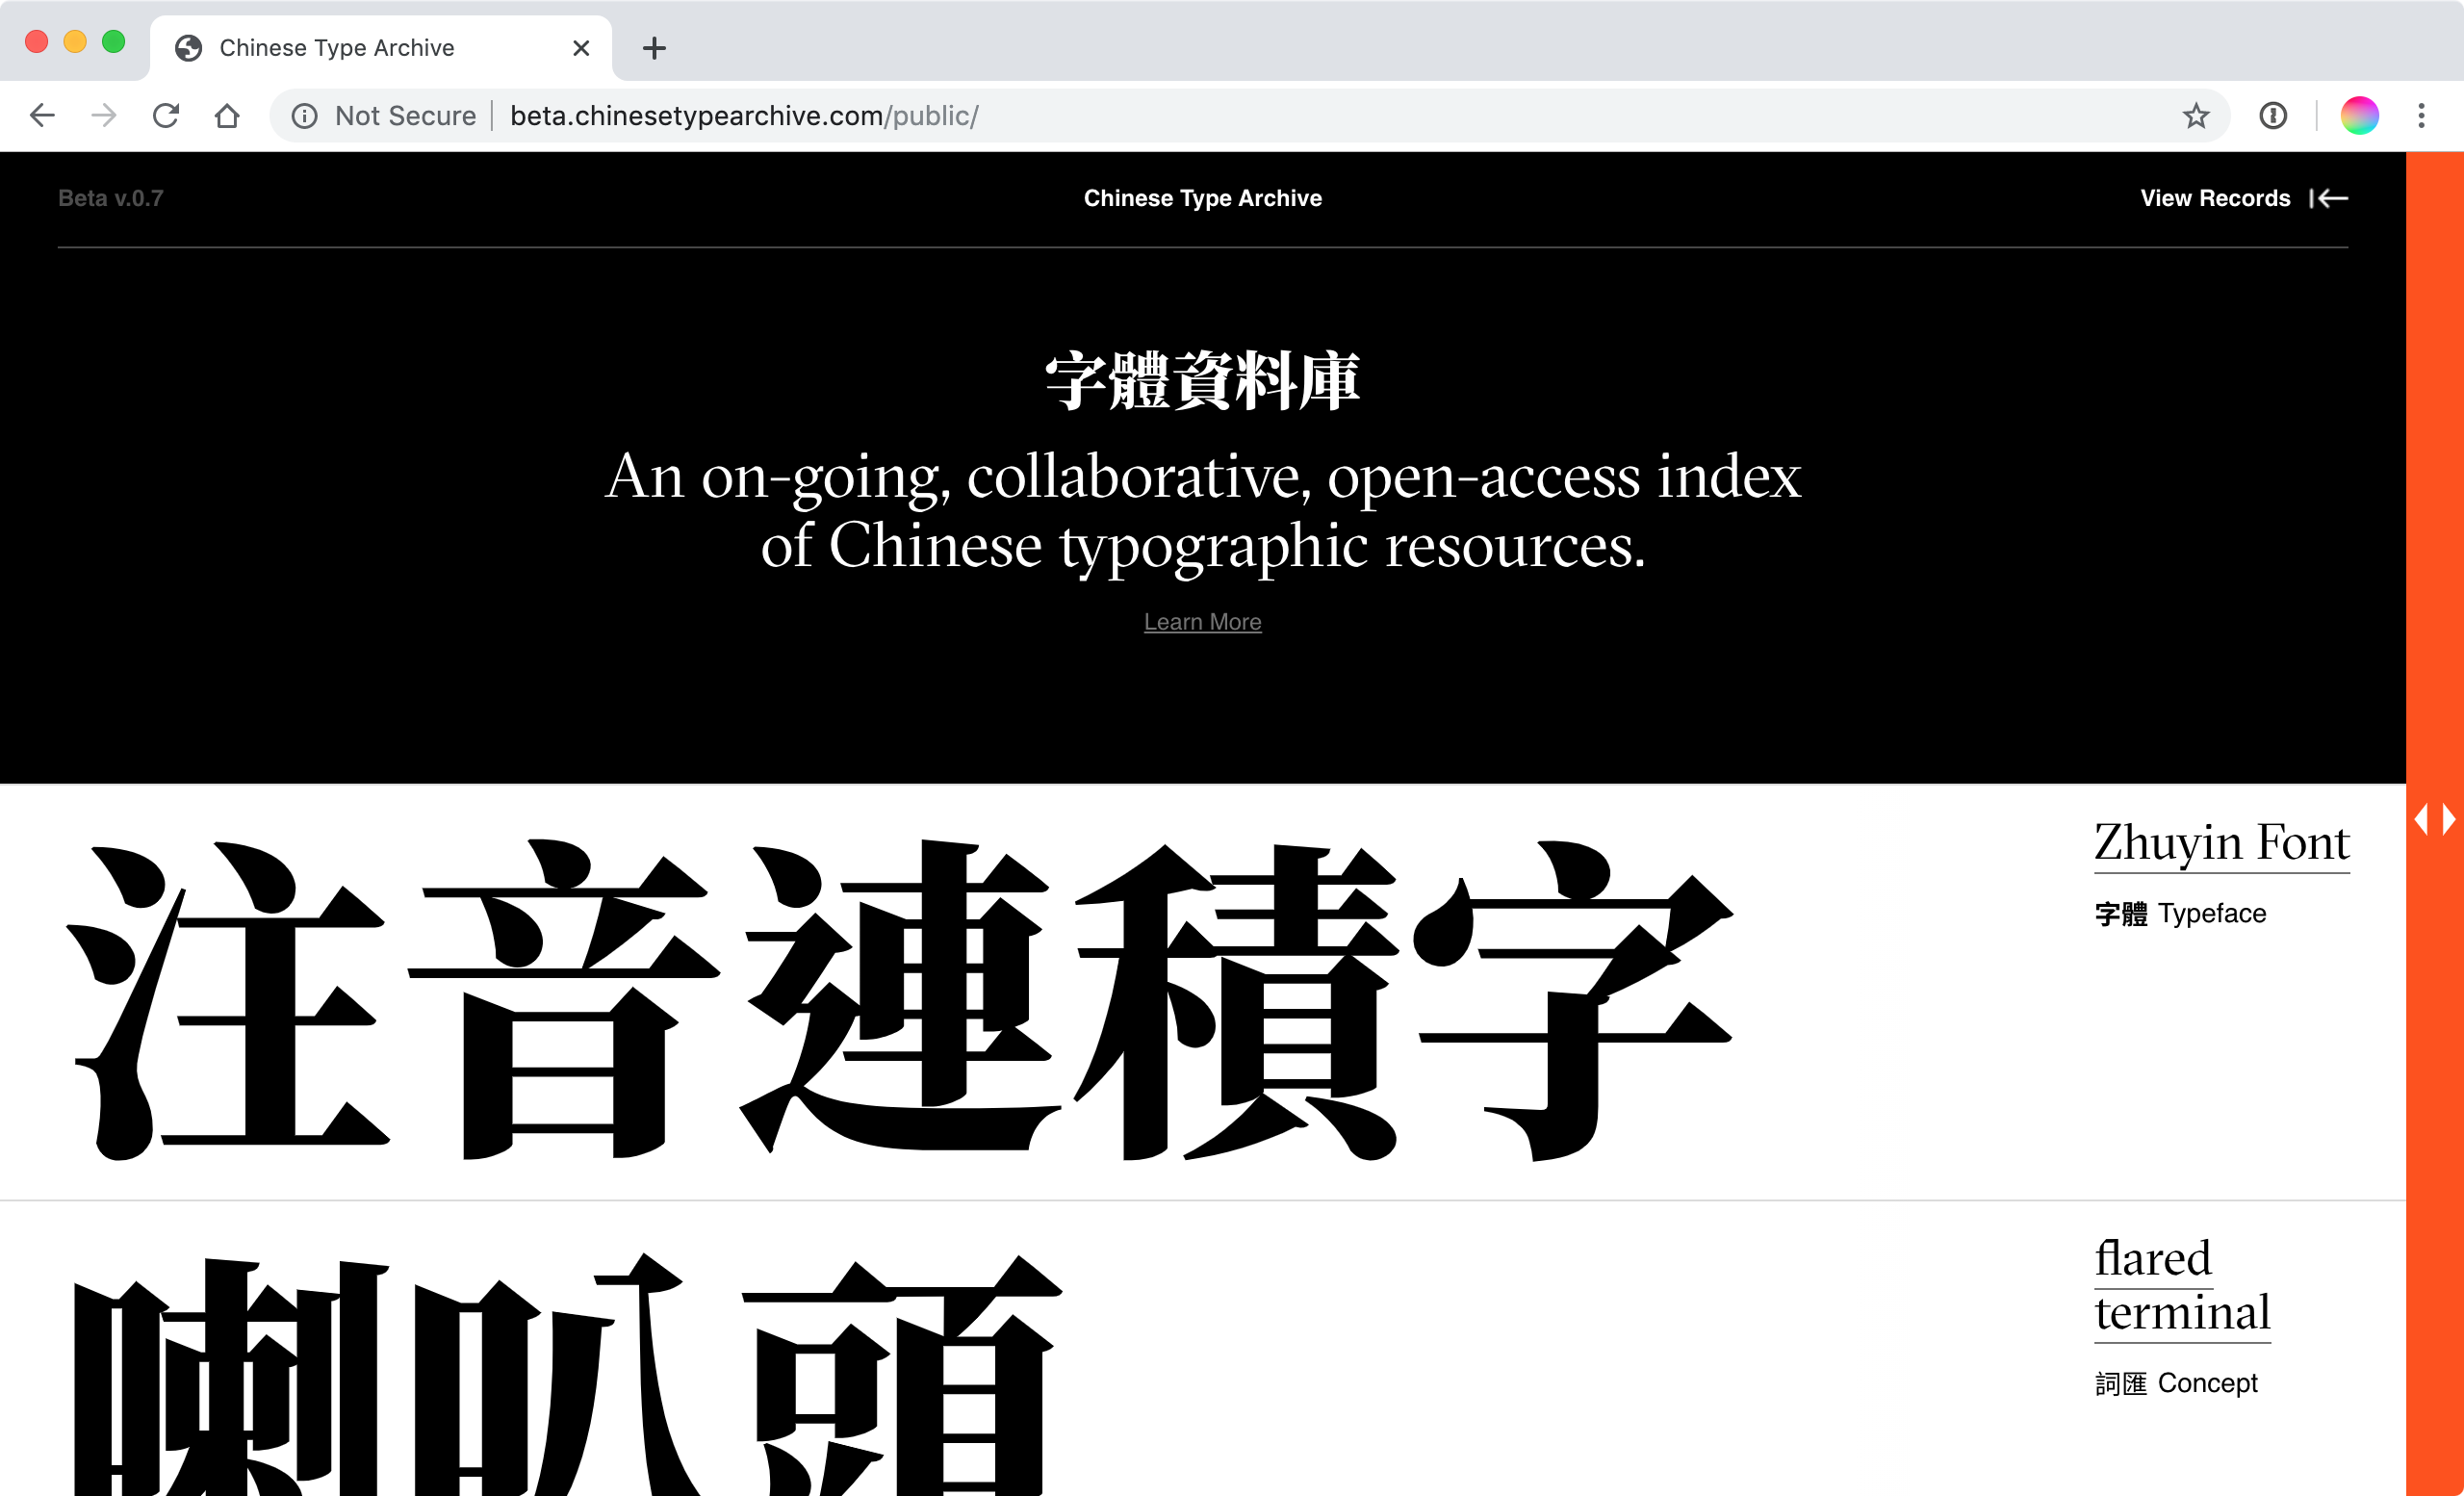 Chinese Type Archive
Not Secure
beta.chinesetypearchive.com/public/
Beta v.0.7
Chinese Type Archive
View Records
字體資料庫
An on-going, collaborative, open-access index
of Chinese typographic resources.
Learn More
注音連積字
Zhuyin Font
字體 Typeface
喇叭頭
flared
terminal
詞匯 Concept